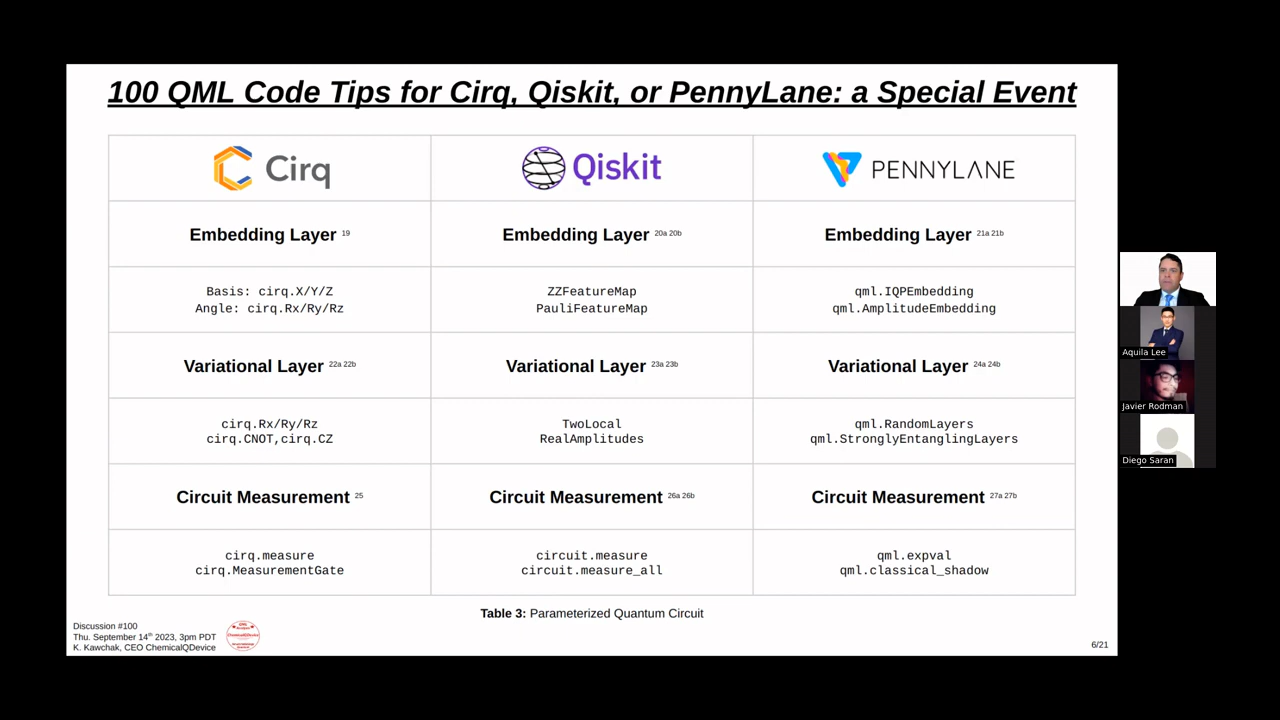 100 QML Code Tips for Cirq, Qiskit, or PennyLane: a Special Event
Cirq
Qiskit
PENNYLANE
Embedding Layer 19
Embedding Layer 20a 20b
Embedding Layer 21a 21b
Basis: cirq.X/Y/Z
Angle: cirq.Rx/Ry/Rz
ZZFeatureMap
PauliFeatureMap
qml.IQPEmbedding
qml.AmplitudeEmbedding
Variational Layer 22a 22b
Variational Layer 23a 23b
Variational Layer 24a 24b
cirq.Rx/Ry/Rz
cirq.CNOT,cirq.CZ
TwoLocal
RealAmplitudes
qml.RandomLayers
qml.StronglyEntanglingLayers
Circuit Measurement 25
Circuit Measurement 26a 26b
Circuit Measurement 27a 27b
cirq.measure
cirq.MeasurementGate
circuit.measure
circuit.measure_all
qml.expval
qml.classical_shadow
Table 3: Parameterized Quantum Circuit
Discussion #100
Thu. September 14th 2023, 3pm PDT
K. Kawchak, CEO ChemicalQDevice
ChemicalQDevice
6/21
Aquila Lee
Javier Rodman
Diego Saran